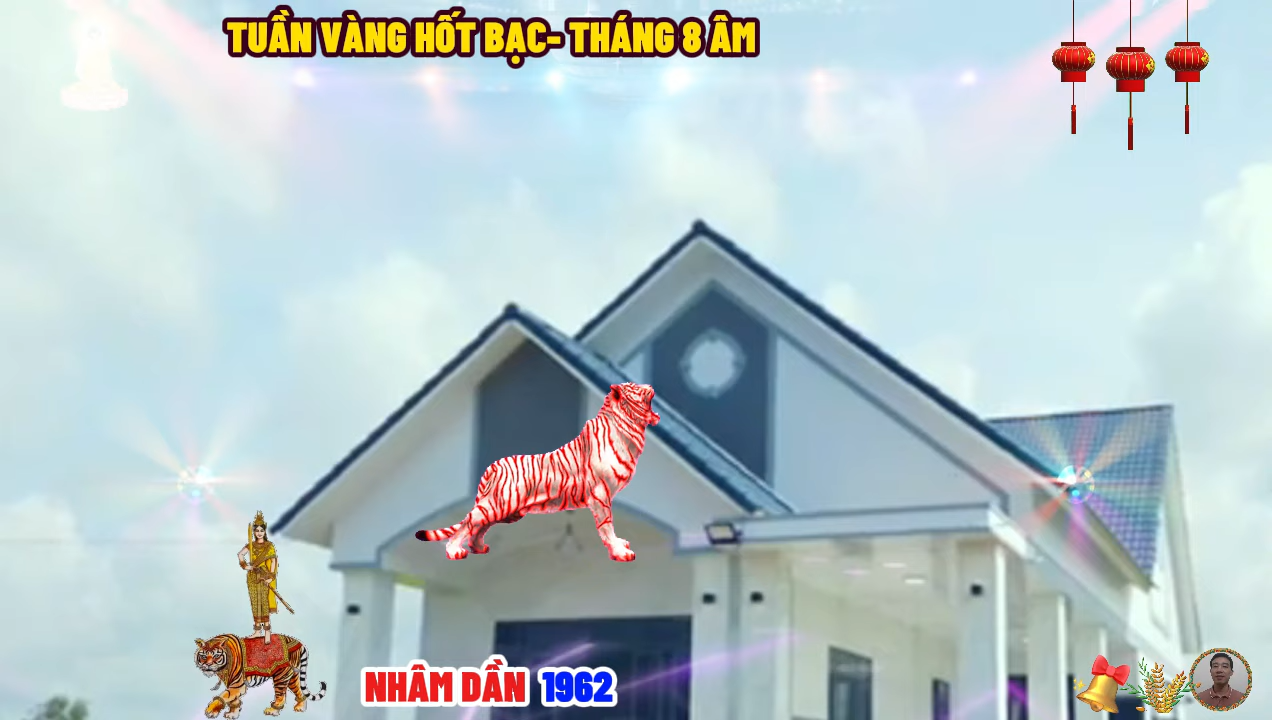 TUẦN VÀNG HỐT BẠC- THÁNG 8 ÂM
NHÂM DẦN 1962